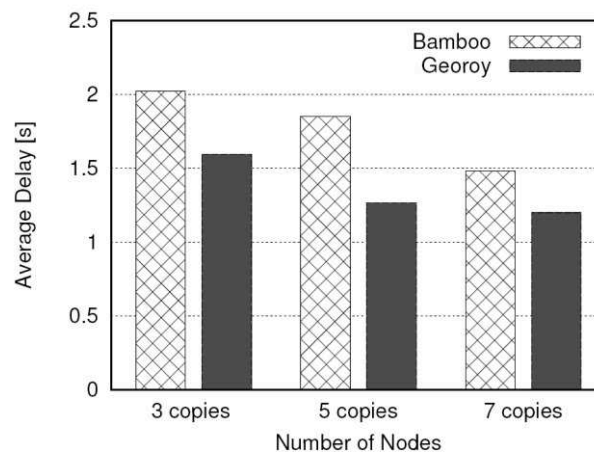 2.5
Bamboo
Georoy
2
1.5
1
0.5
0
Average Delay [s]
3 copies 5 copies 7 copies
Number of Nodes